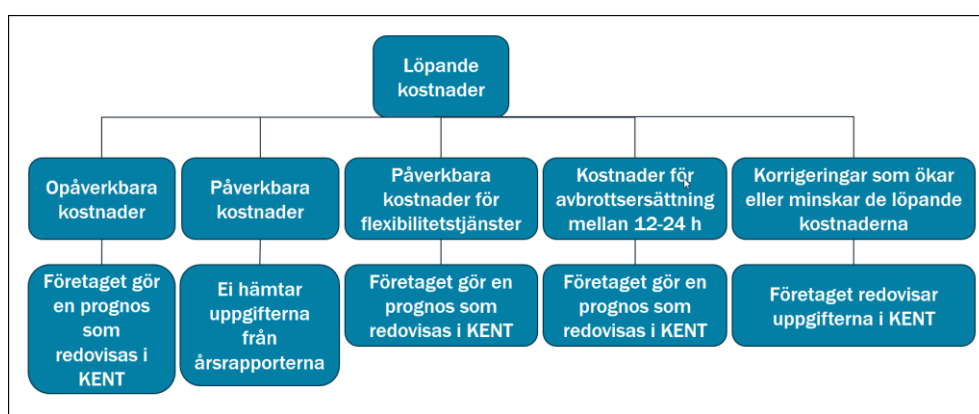 Löpande
kostnader
Opåverkbara
kostnader
Påverkbara
kostnader
Påverkbara
kostnader för
flexibilitetstjänster
Kostnader för
avbrottsersättning
mellan 12-24 h
Korrigeringar som ökar
eller minskar de löpande
kostnaderna
Företaget gör
en prognos
som
redovisas i
KENT
Ei hämtar
uppgifterna
från
årsrapporterna
Företaget gör en
prognos som
redovisas i KENT
Företaget gör en
prognos som
redovisas i KENT
Företaget redovisar
uppgifterna i KENT